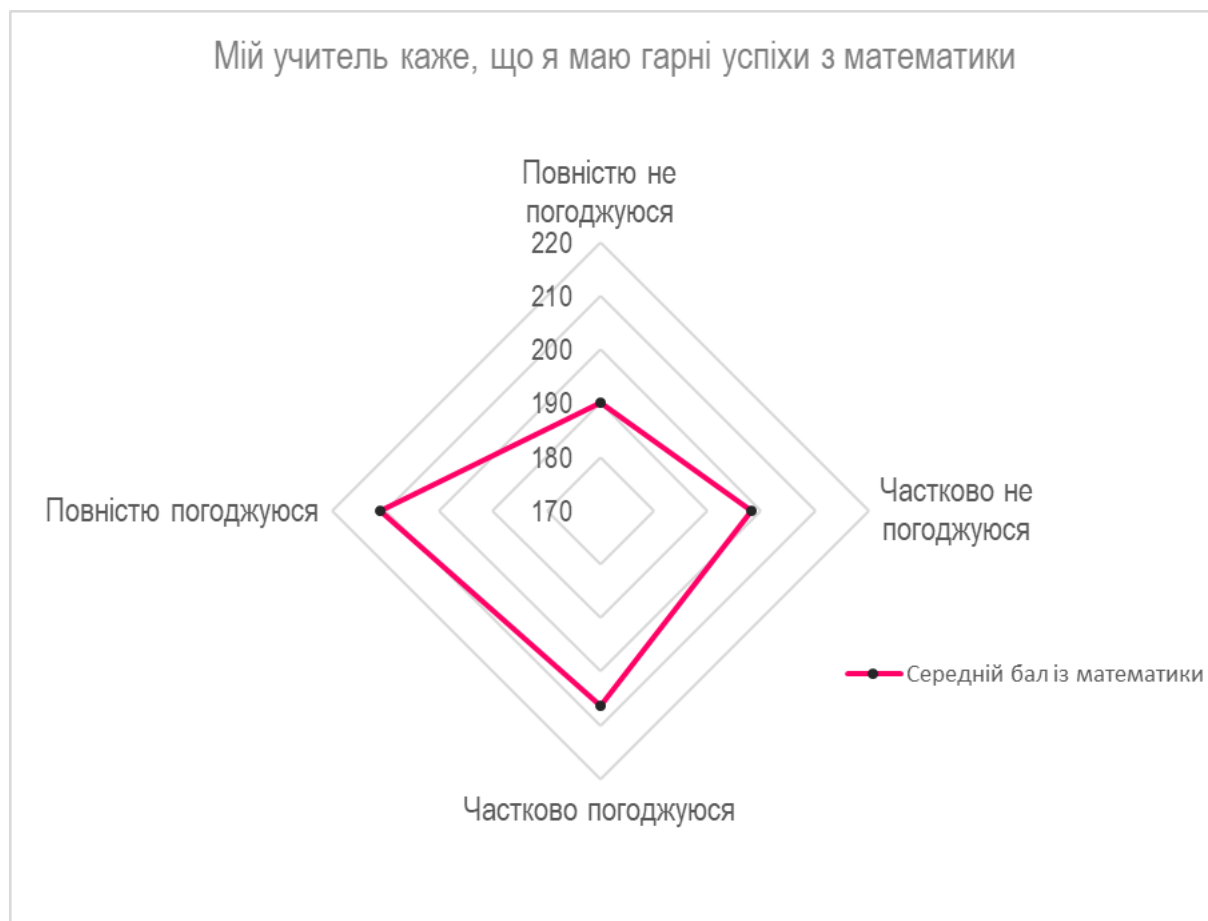 Мій учитель каже, що я маю гарні успіхи з математики
Повністю не
погоджуюся
220
210
200
190
180
170
Повністю погоджуюся
Частково не
погоджуюся
Середній бал із математики
Частково погоджуюся